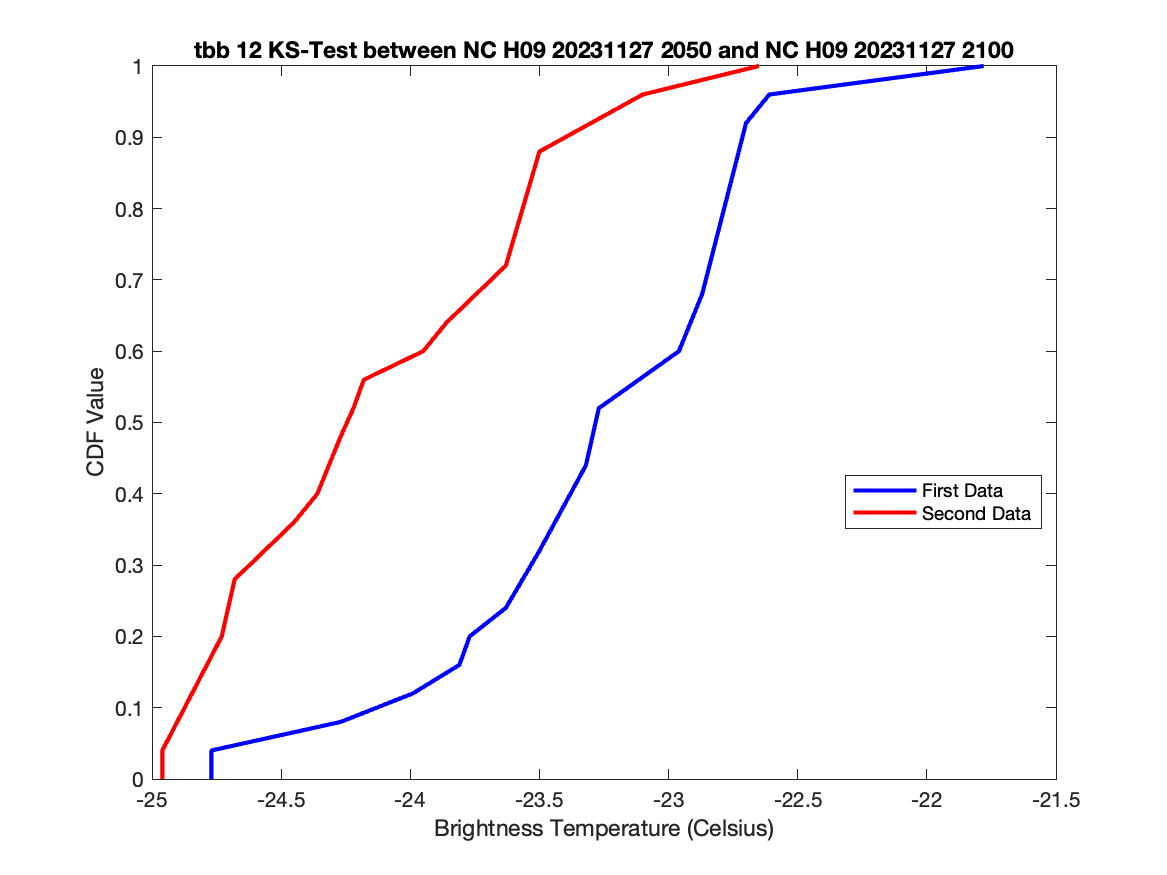 tbb 12 KS-Test between NC H09 20231127 2050 and NC H09 20231127 2100
1
0.9
0.8
0.7
0.6
0.5
0.4
0.3
0.2
0.1
0
CDF Value
First Data
Second Data
-25 -24.5 -24 -23.5 -23 -22.5 -22 -21.5
Brightness Temperature (Celsius)